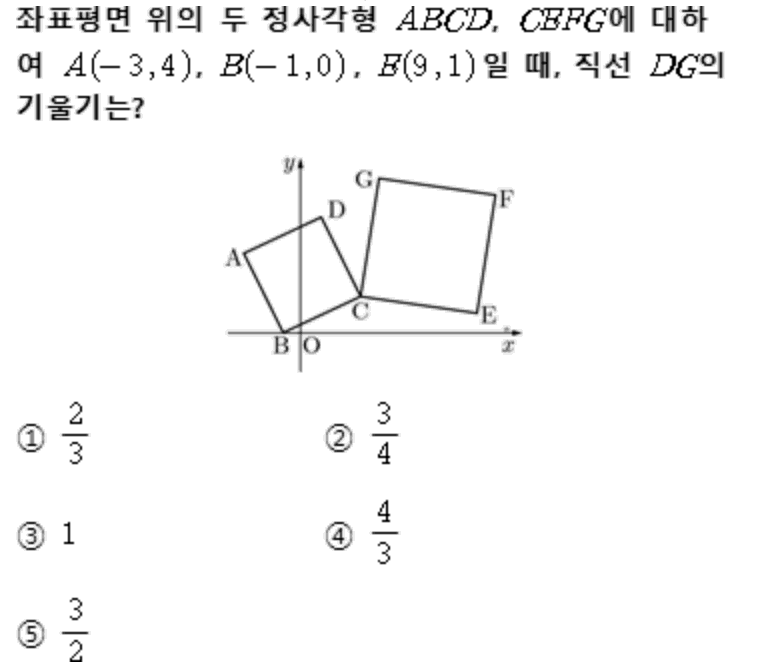 좌표평면 위의 두 정사각형 ABCD, CEFG에 대하
여 A(-3,4), B(-1,0), E(9,1)일 때, 직선 DG의
기울기는?
y
G
F
D
A
C
E
B O
x
① 2/3 ② 3/4
③ 1 ④ 4/3
⑤ 3/2